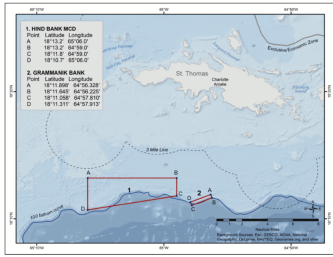 1. HIND BANK MCD
Point Latitude Longitude
A 18°13.2' 65°06.0'
B 18°13.2' 64°59.0'
C 18°11.8' 64°59.0'
D 18°10.7' 65°06.0'
2. GRAMMANIK BANK
Point Latitude Longitude
A 18°11.898' 64°56.328'
B 18°11.645' 64°56.225'
C 18°11.058' 64°57.810'
D 18°11.311' 64°57.913'
Exclusive Economic Zone
St. Thomas
Charlotte
Amalie
3 Mile Line
A
B
1
2
A
B
C
D
C
D
100 fathom curve
Nautical Miles
65°10'W
65°W
64°50'W